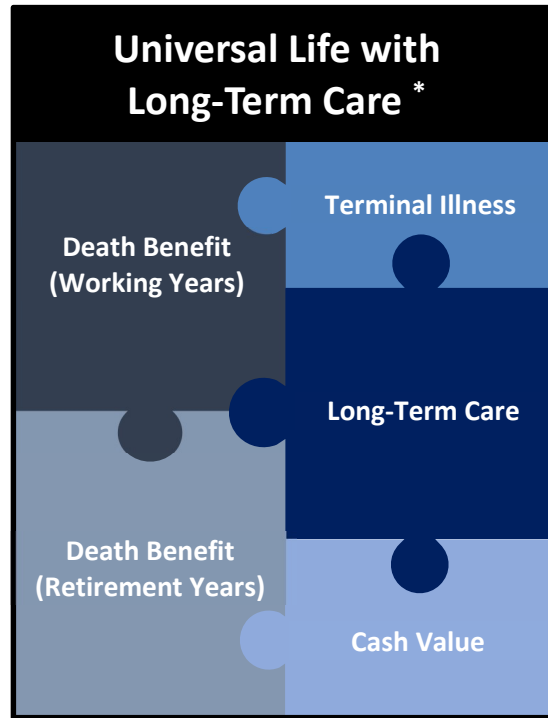 Universal Life with
Long-Term Care *
Death Benefit
(Working Years)
Terminal Illness
Long-Term Care
Death Benefit
(Retirement Years)
Cash Value